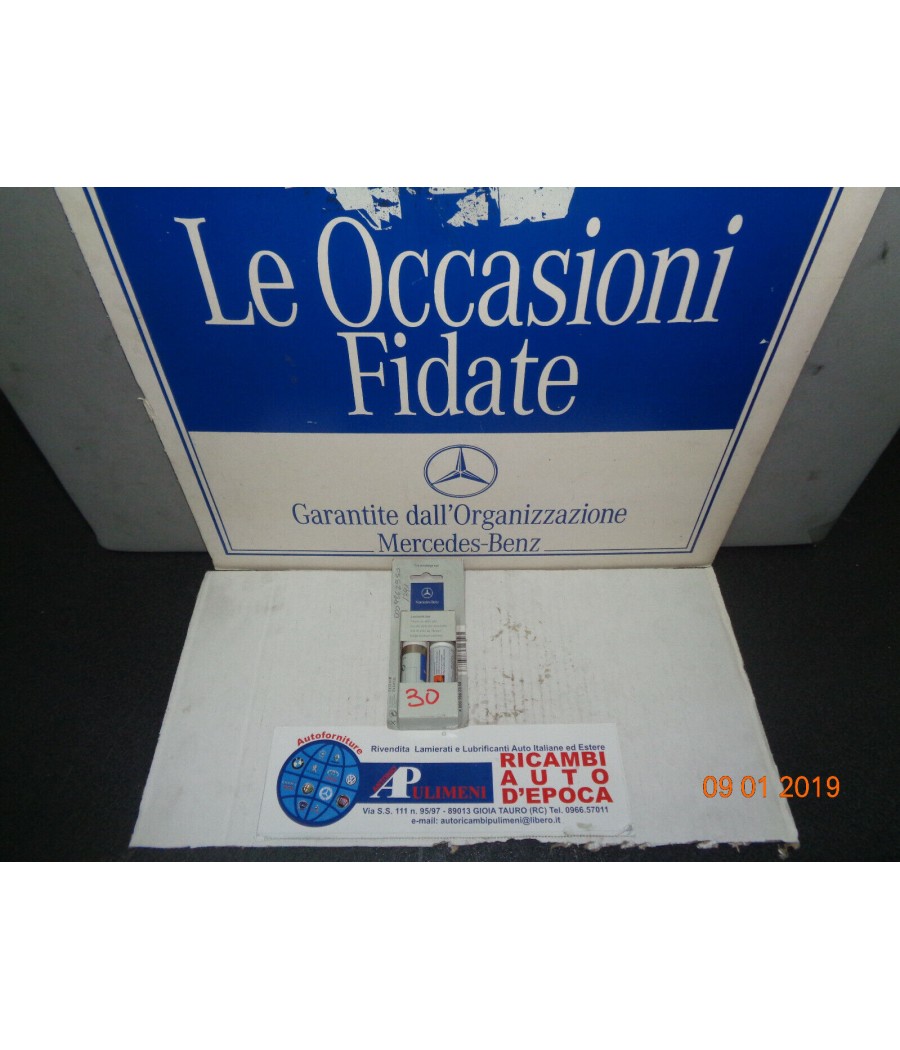 Le Occasioni
Fidate
Garantite dall'Organizzazione
Mercedes-Benz
30
Autoforniture
Rivendita Lamierati e Lubrificanti Auto Italiane ed Estere
APULIMENI
RICAMBI
AUTO
D'EPOCA
Via S.S. 111 n. 95/97 - 89013 GIOIA TAURO (RC) Tel. 0966.57011
e-mail: autoricambipulimeni@libero.it
09 01 2019